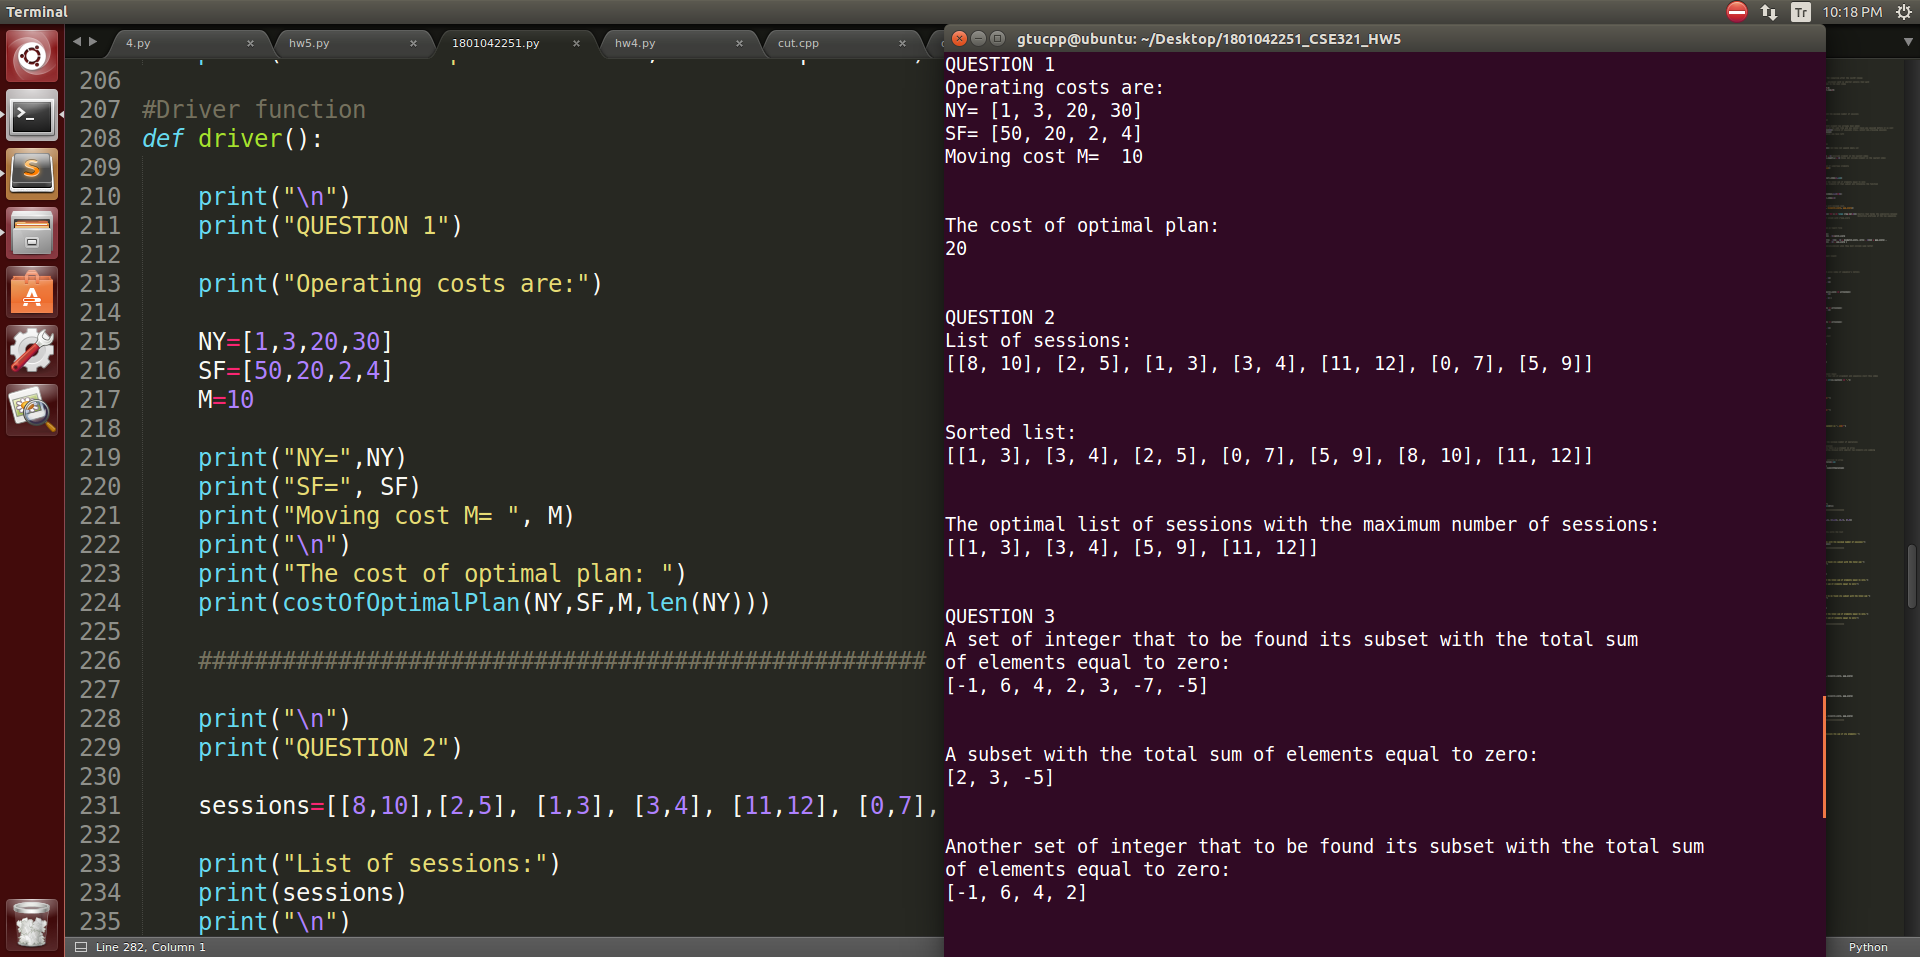 Terminal
Tr
10:18 PM
4.py
hw5.py
1801042251.py
hw4.py
cut.cpp
206
207 #Driver function
208 def driver():
209
210 print("\n")
211 print("QUESTION 1")
212
213 print("Operating costs are:")
214
215 NY=[1,3,20,30]
216 SF=[50,20,2,4]
217 M=10
218
219 print("NY=",NY)
220 print("SF=", SF)
221 print("Moving cost M= ", M)
222 print("\n")
223 print("The cost of optimal plan: ")
224 print(costOfOptimalPlan(NY,SF,M,len(NY)))
225
226 ####################################################
227
228 print("\n")
229 print("QUESTION 2")
230
231 sessions=[[8,10],[2,5], [1,3], [3,4], [11,12], [0,7],
232
233 print("List of sessions:")
234 print(sessions)
235 print("\n")
Line 282, Column 1
gtucpp@ubuntu: ~/Desktop/1801042251_CSE321_HW5
QUESTION 1
Operating costs are:
NY= [1, 3, 20, 30]
SF= [50, 20, 2, 4]
Moving cost M=  10
The cost of optimal plan:
20
QUESTION 2
List of sessions:
[[8, 10], [2, 5], [1, 3], [3, 4], [11, 12], [0, 7], [5, 9]]
Sorted list:
[[1, 3], [3, 4], [2, 5], [0, 7], [5, 9], [8, 10], [11, 12]]
The optimal list of sessions with the maximum number of sessions:
[[1, 3], [3, 4], [5, 9], [11, 12]]
QUESTION 3
A set of integer that to be found its subset with the total sum
of elements equal to zero:
[-1, 6, 4, 2, 3, -7, -5]
A subset with the total sum of elements equal to zero:
[2, 3, -5]
Another set of integer that to be found its subset with the total sum
of elements equal to zero:
[-1, 6, 4, 2]
Python